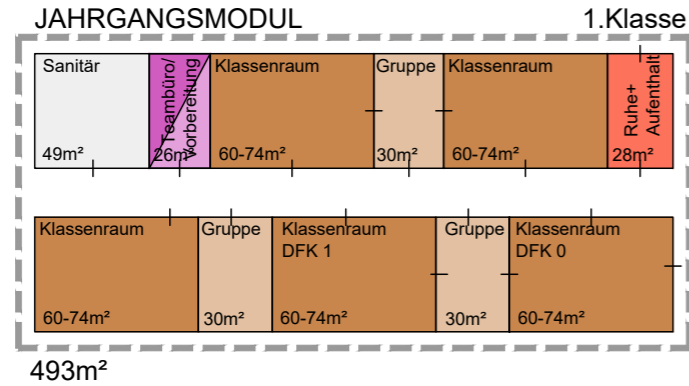 JAHRGANGSMODUL 1.Klasse
Sanitär
49m²
Teambüro/
Vorbereitung
26m²
Klassenraum
60-74m²
Gruppe
30m²
Klassenraum
60-74m²
Ruhe+
Aufenthalt
28m²
Klassenraum
60-74m²
Gruppe
30m²
Klassenraum
DFK 1
60-74m²
Gruppe
30m²
Klassenraum
DFK 0
60-74m²
493m²